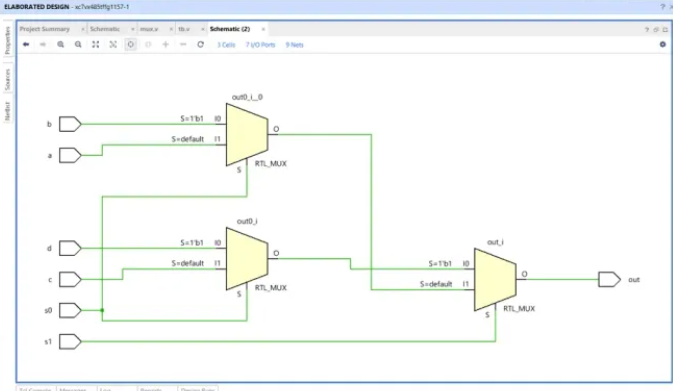 ELABORATED DESIGN - xc7vx485tffg1157-1
Project Summary
Schematic
mux.v
tb.v
Schematic (2)
3 Cells
7 I/O Ports
9 Nets
Properties
Sources
Netlist
out0_i__0
b
S=1'b1
I0
O
a
S=default
I1
S
RTL_MUX
out0_i
d
S=1'b1
I0
O
c
S=default
I1
S
RTL_MUX
out_i
S=1'b1
I0
O
out
S=default
I1
S
RTL_MUX
s0
s1